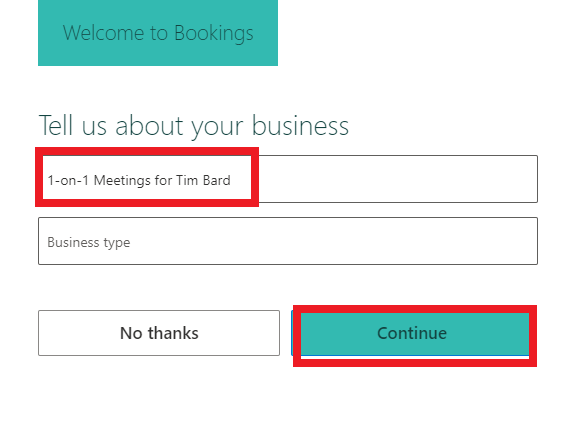 Welcome to Bookings
Tell us about your business
1-on-1 Meetings for Tim Bard
Business type
No thanks
Continue